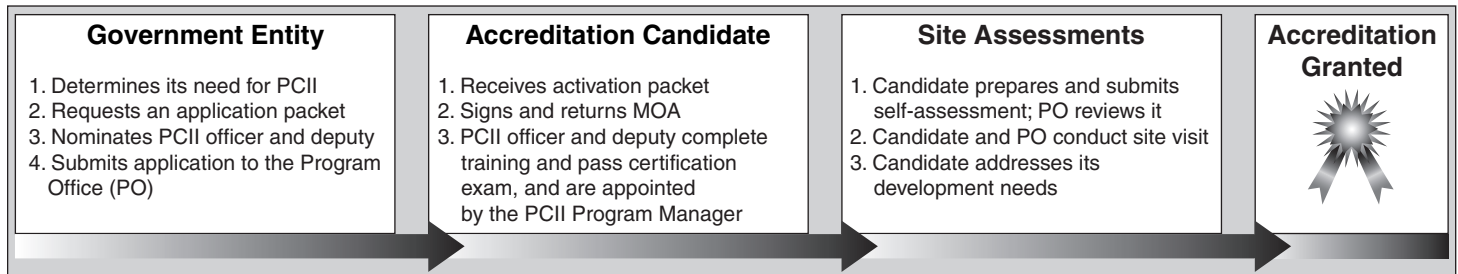 Government Entity
1. Determines its need for PCII
2. Requests an application packet
3. Nominates PCII officer and deputy
4. Submits application to the Program
Office (PO)
Accreditation Candidate
1. Receives activation packet
2. Signs and returns MOA
3. PCII officer and deputy complete
training and pass certification
exam, and are appointed
by the PCII Program Manager
Site Assessments
1. Candidate prepares and submits
self-assessment; PO reviews it
2. Candidate and PO conduct site visit
3. Candidate addresses its
development needs
Accreditation
Granted